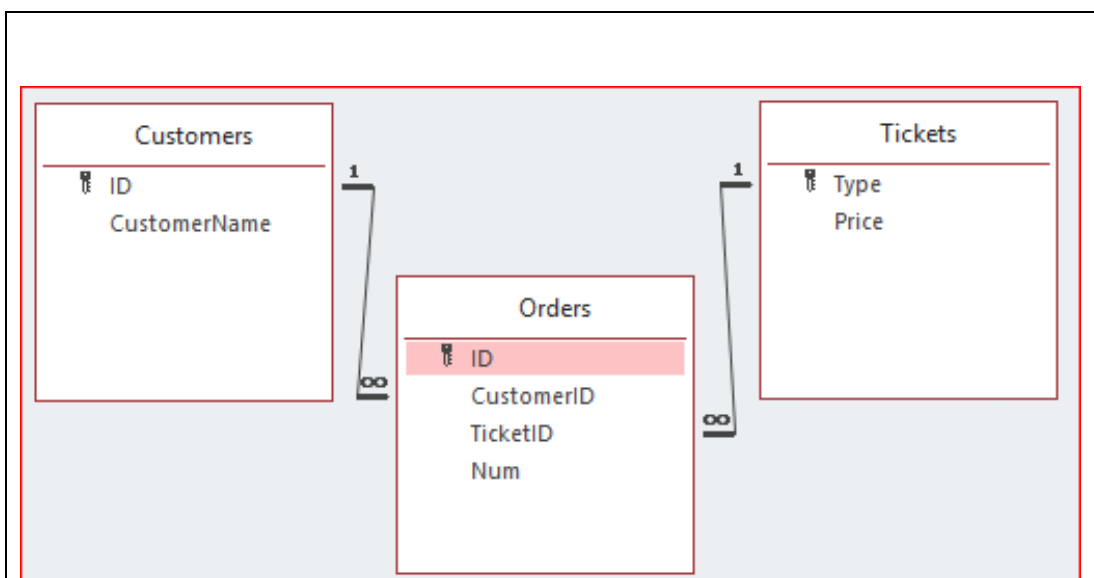 Customers
ID
CustomerName
1
∞
Orders
ID
CustomerID
TicketID
Num
Tickets
Type
Price
1
∞